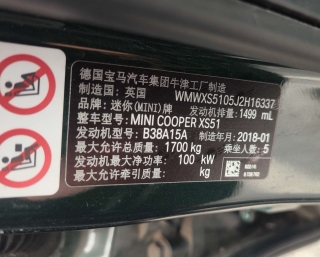 德国宝马汽车集团牛津工厂制造
制造国：英国 WMWXS5105J2H16337
品牌：迷你(MINI)牌 发动机排量：1499 mL
整车型号：MINI COOPER XS51
发动机型号：B38A15A 制造年月：2018-01
最大允许总质量：1700 kg 乘坐人数：5
发动机最大净功率：100 kW
最大允许牵引质量： kg